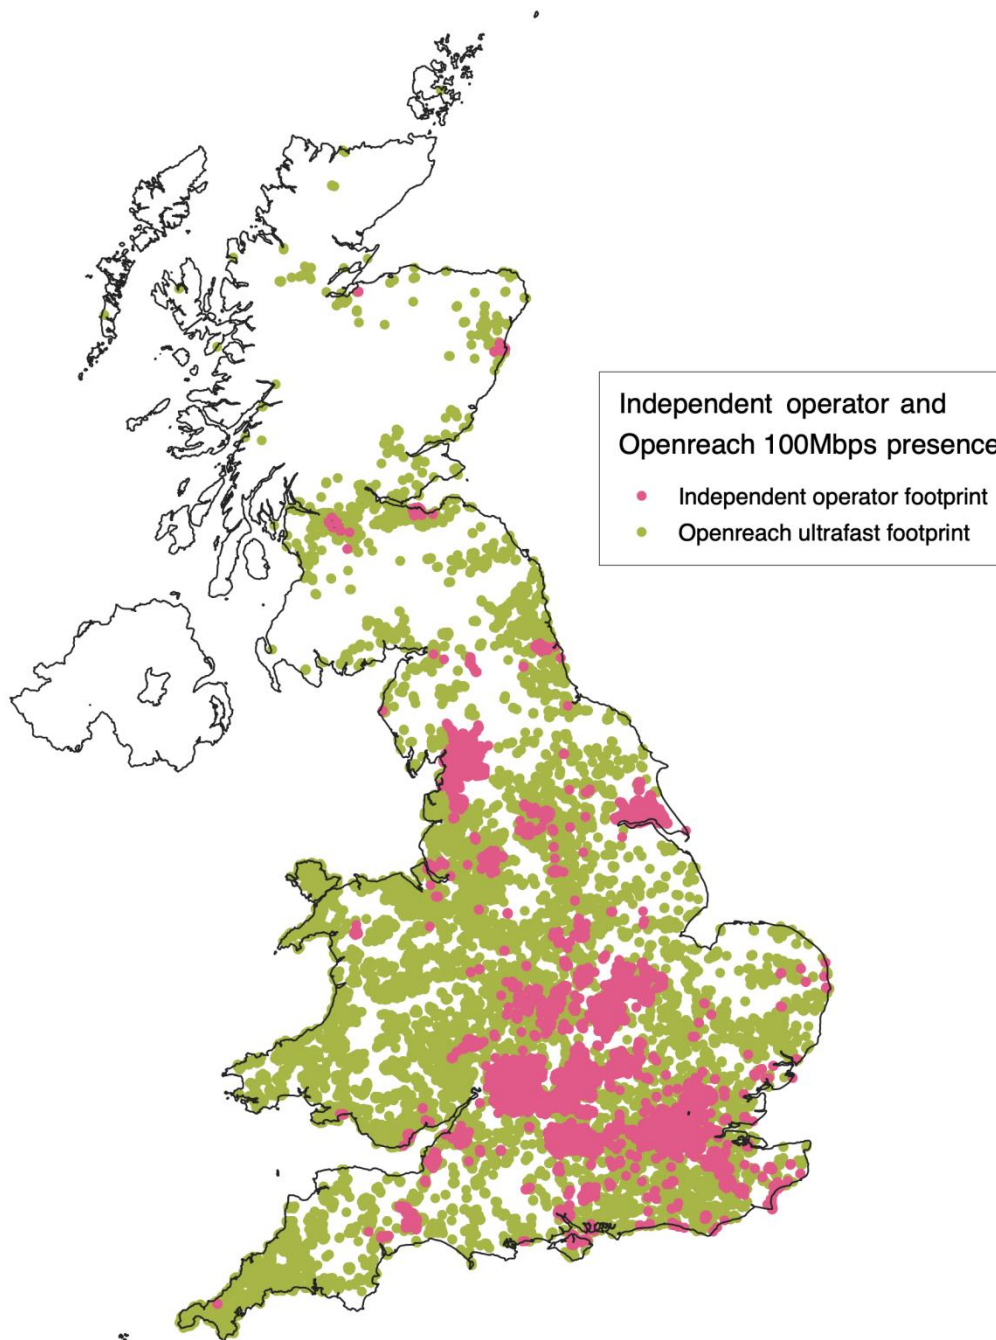 Independent operator and
Openreach 100Mbps presence
Independent operator footprint
Openreach ultrafast footprint